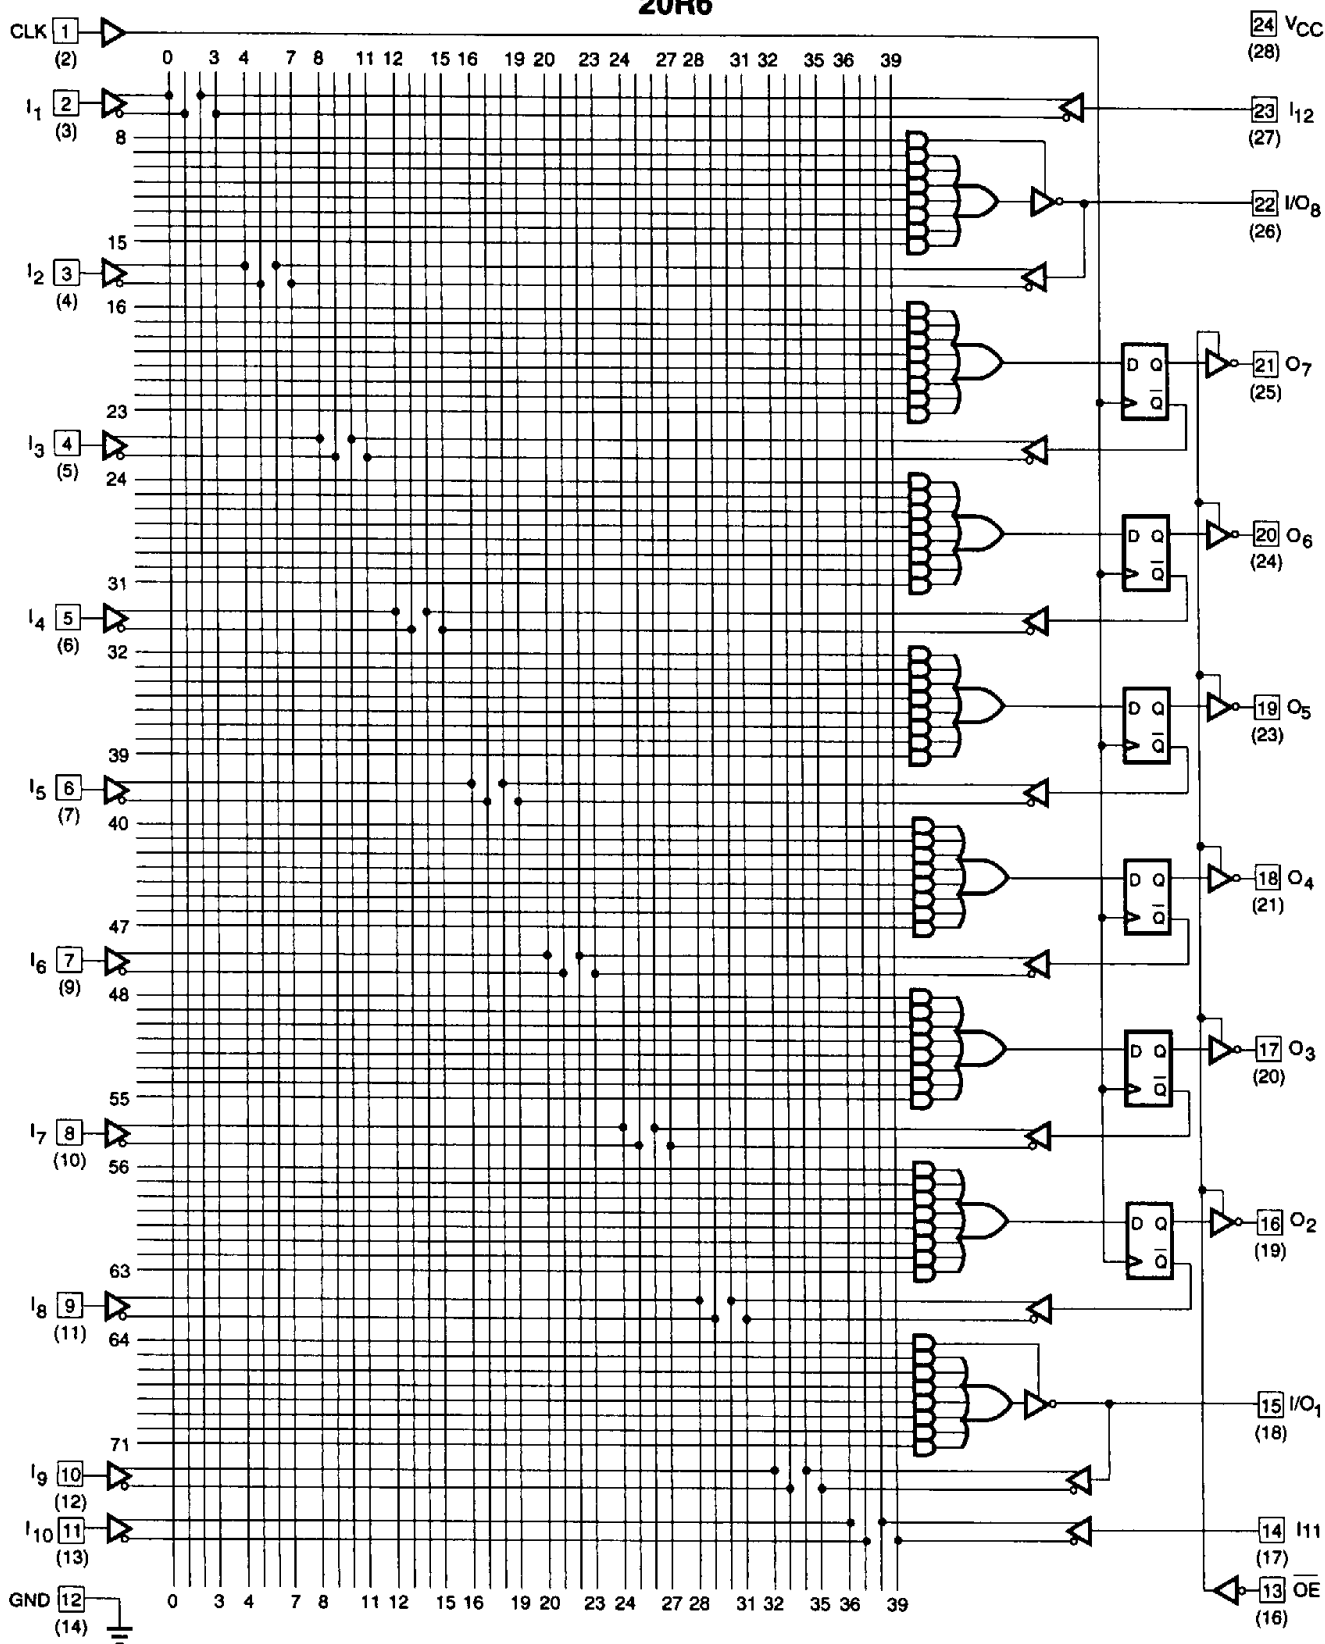 20R6
CLK 1 24 VCC
(2) 0 3 4 7 8 11 12 15 16 19 20 23 24 27 28 31 32 35 36 39 (28)
I1 2 23 I12
(3) 8 (27)
22 I/O8
15 (26)
I2 3
(4) 16
D Q 21 O7
23 Q (25)
I3 4
(5) 24
D Q 20 O6
31 Q (24)
I4 5
(6) 32
D Q 19 O5
39 Q (23)
I5 6
(7) 40
D Q 18 O4
47 Q (21)
I6 7
(9) 48
D Q 17 O3
55 Q (20)
I7 8
(10) 56
D Q 16 O2
63 Q (19)
I8 9
(11) 64
15 I/O1
71 (18)
I9 10
(12)
I10 11 14 I11
(13) (17)
GND 12 0 3 4 7 8 11 12 15 16 19 20 23 24 27 28 31 32 35 36 39 13 OE
(14) (16)